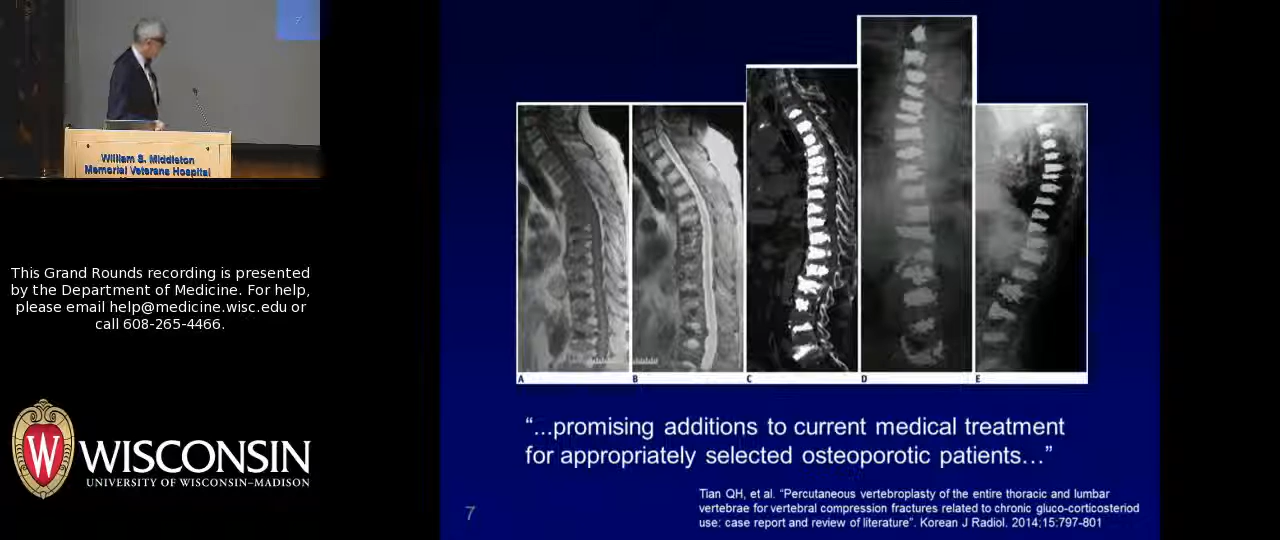 7
William S. Middleton
Memorial Veterans Hospital
This Grand Rounds recording is presented
by the Department of Medicine. For help,
please email help@medicine.wisc.edu or
call 608-265-4466.
W
WISCONSIN
UNIVERSITY OF WISCONSIN–MADISON
A B C D E
“...promising additions to current medical treatment
for appropriately selected osteoporotic patients…”
Tian QH, et al. “Percutaneous vertebroplasty of the entire thoracic and lumbar
vertebrae for vertebral compression fractures related to chronic gluco-corticosteriod
use: case report and review of literature”. Korean J Radiol. 2014;15:797-801
7